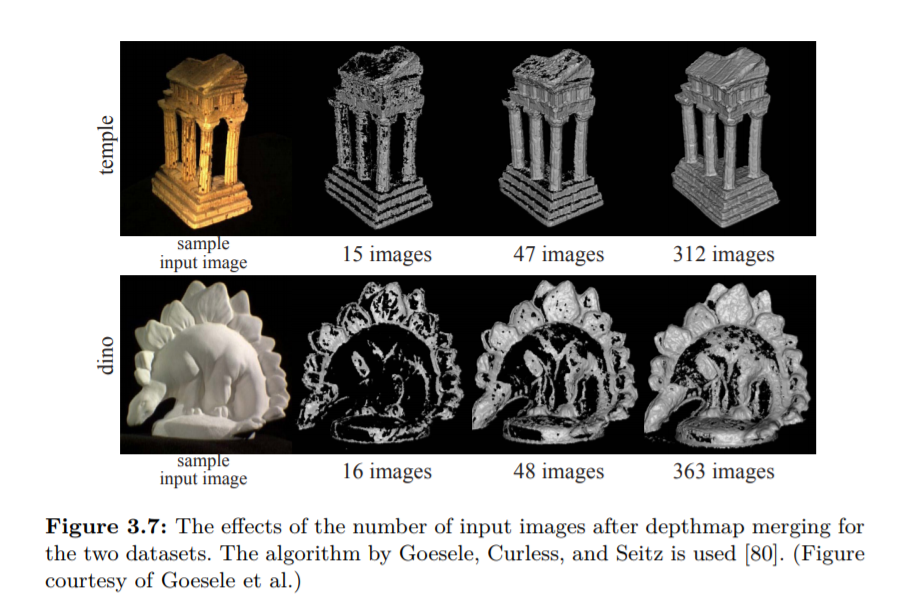 temple
sample
input image
15 images
47 images
312 images
dino
sample
input image
16 images
48 images
363 images
Figure 3.7: The effects of the number of input images after depthmap merging for
the two datasets. The algorithm by Goesele, Curless, and Seitz is used [80]. (Figure
courtesy of Goesele et al.)